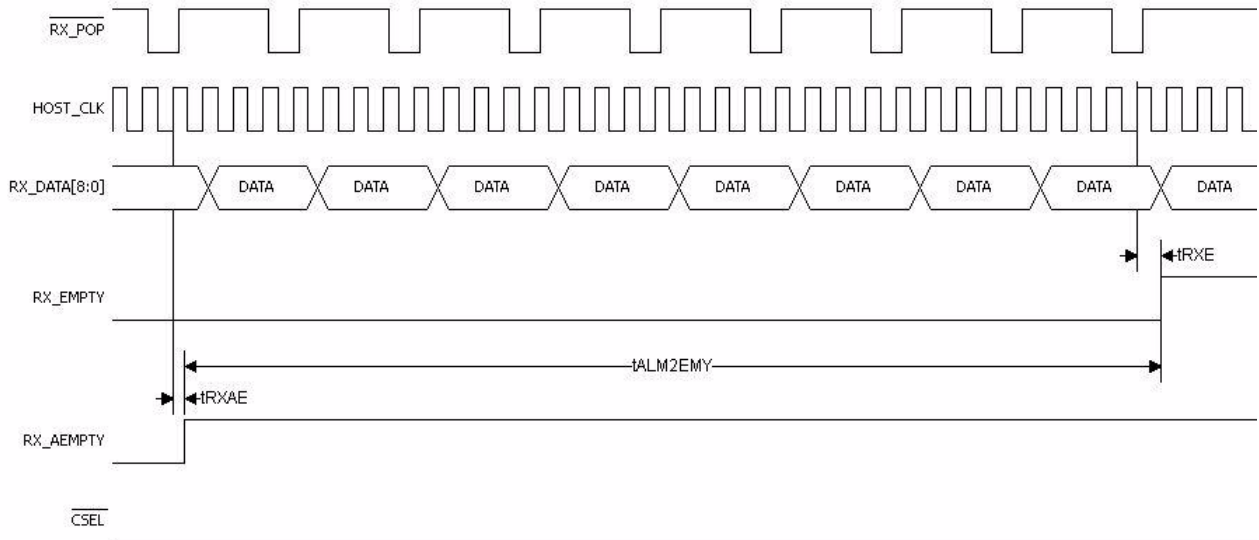 RX_POP
HOST_CLK
RX_DATA[8:0] DATA DATA DATA DATA DATA DATA DATA DATA DATA
tRXE
RX_EMPTY
tALM2EMY
tRXAE
RX_AEMPTY
CSEL